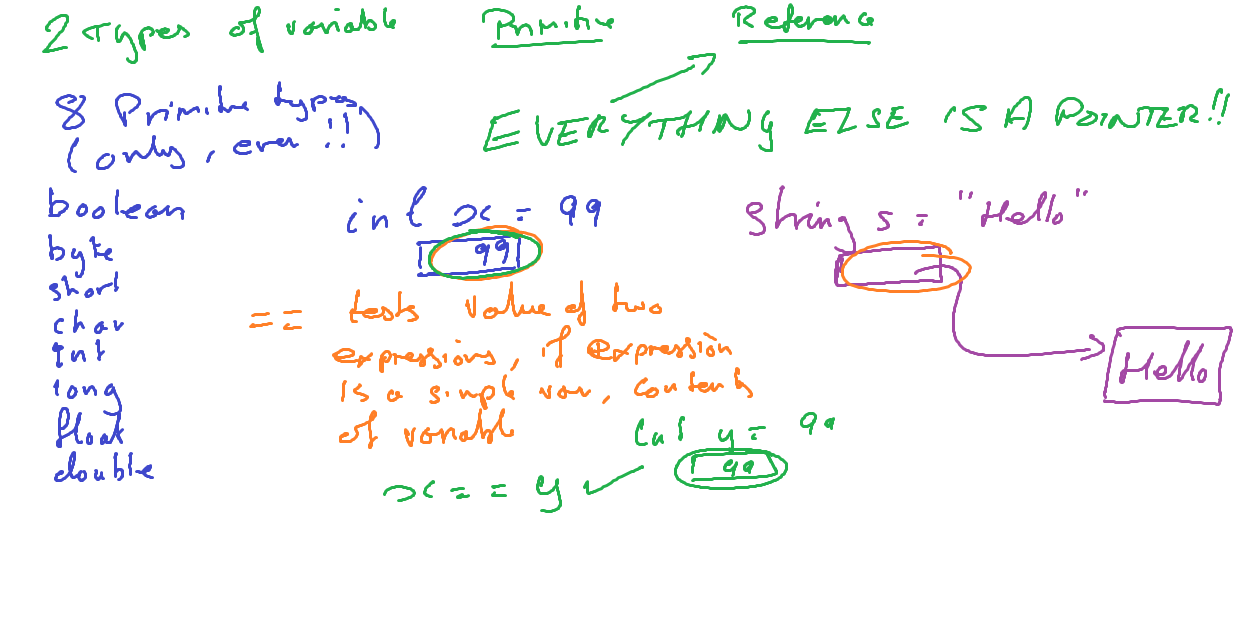 2 Types of variable Primitive Reference
8 Primitive types
(only, ever !!)
EVERYTHING ELSE IS A POINTER!!
boolean
byte
short
char
int
long
float
double
int x = 99
99
String s = "Hello"
Hello
== tests value of two
expressions, if expression
is a simple var, contents
of variable
int y = 99
99
x == y ✓